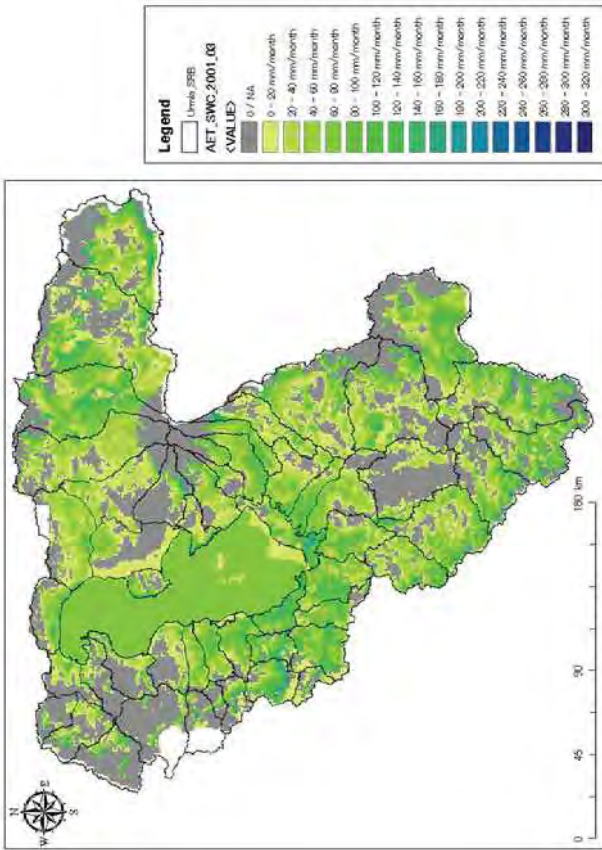 N
W
E
S
0
45
90
180 km
Legend
Urmia_SRB
AET_SWC_2001_03
<VALUE>
0 / NA
0 - 20 mm/month
20 - 40 mm/month
40 - 60 mm/month
60 - 80 mm/month
80 - 100 mm/month
100 - 120 mm/month
120 - 140 mm/month
140 - 160 mm/month
160 - 180 mm/month
180 - 200 mm/month
200 - 220 mm/month
220 - 240 mm/month
240 - 260 mm/month
260 - 280 mm/month
280 - 300 mm/month
300 - 320 mm/month